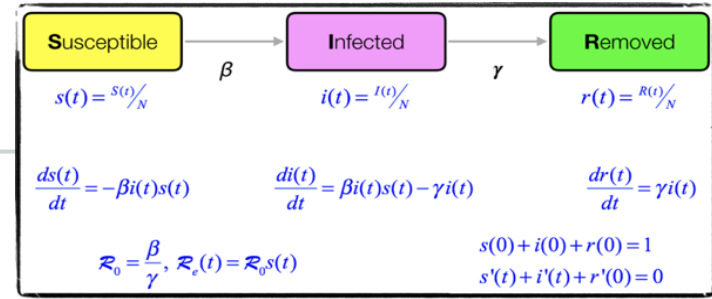 Susceptible β Infected γ Removed
s(t) = S(t)/N i(t) = I(t)/N r(t) = R(t)/N
ds(t)/dt = −βi(t)s(t) di(t)/dt = βi(t)s(t) − γi(t) dr(t)/dt = γi(t)
ℛ₀ = β/γ, ℛₑ(t) = ℛ₀s(t)
s(0) + i(0) + r(0) = 1
s'(t) + i'(t) + r'(0) = 0